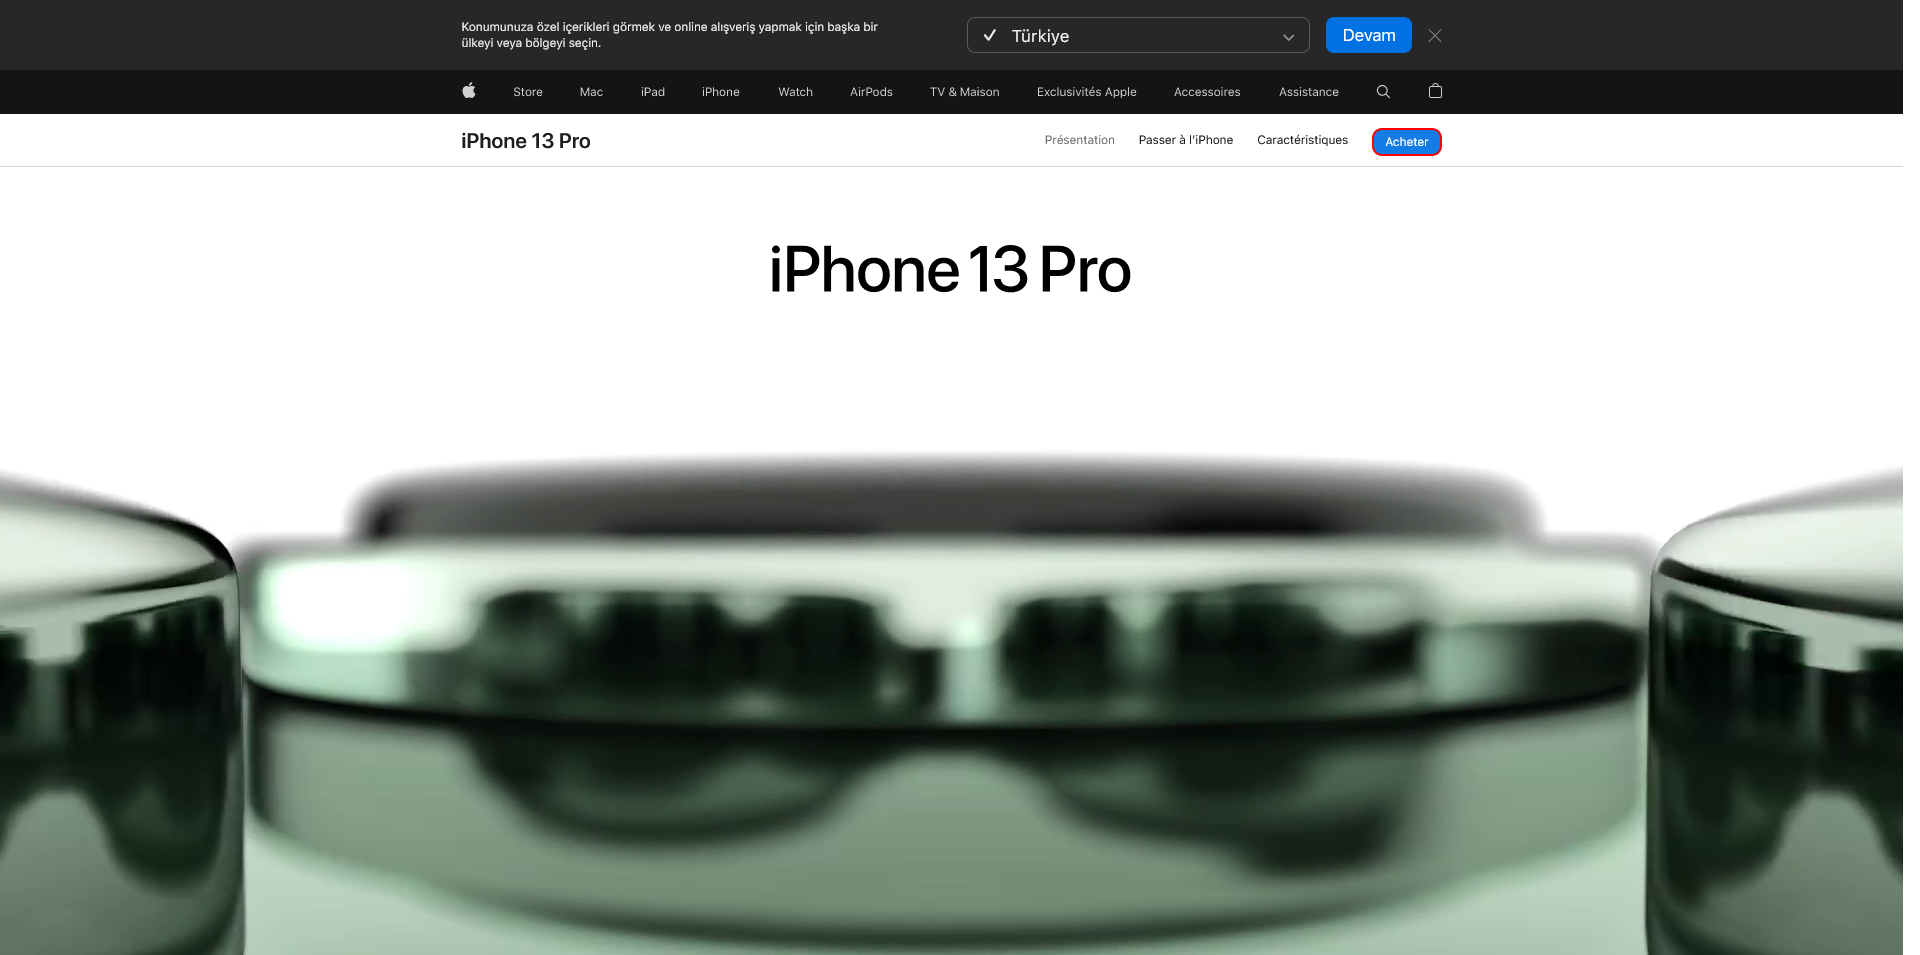 Konumunuza özel içerikleri görmek ve online alışveriş yapmak için başka bir
ülkeyi veya bölgeyi seçin.
Türkiye
Devam
Store Mac iPad iPhone Watch AirPods TV & Maison Exclusivités Apple Accessoires Assistance
iPhone 13 Pro
Présentation Passer à l’iPhone Caractéristiques Acheter
iPhone 13 Pro